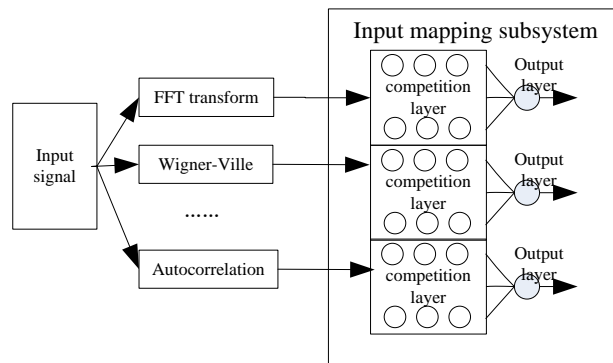 Input mapping subsystem
Input
signal
FFT transform
Wigner-Ville
......
Autocorrelation
competition
layer
Output
layer
competition
layer
Output
layer
competition
layer
Output
layer